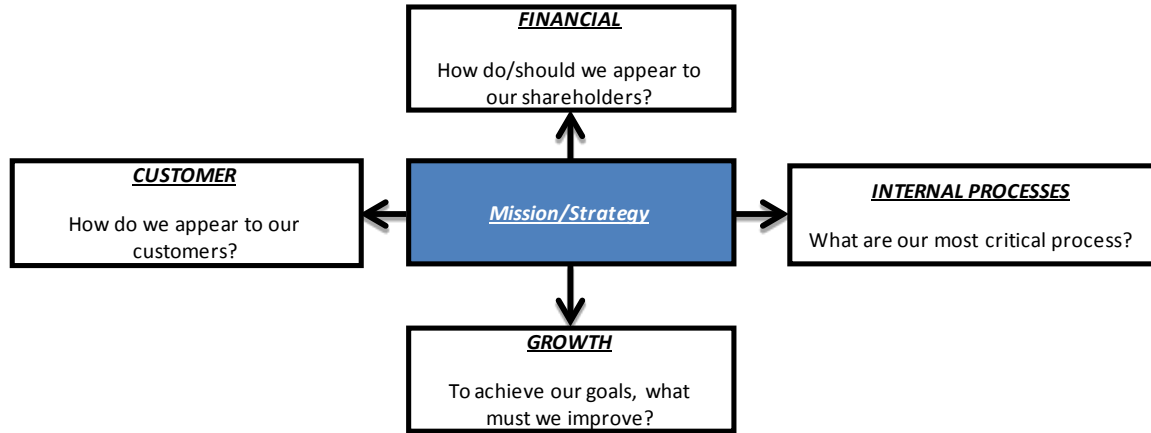 FINANCIAL
How do/should we appear to
our shareholders?
CUSTOMER
How do we appear to our
customers?
Mission/Strategy
INTERNAL PROCESSES
What are our most critical process?
GROWTH
To achieve our goals, what
must we improve?